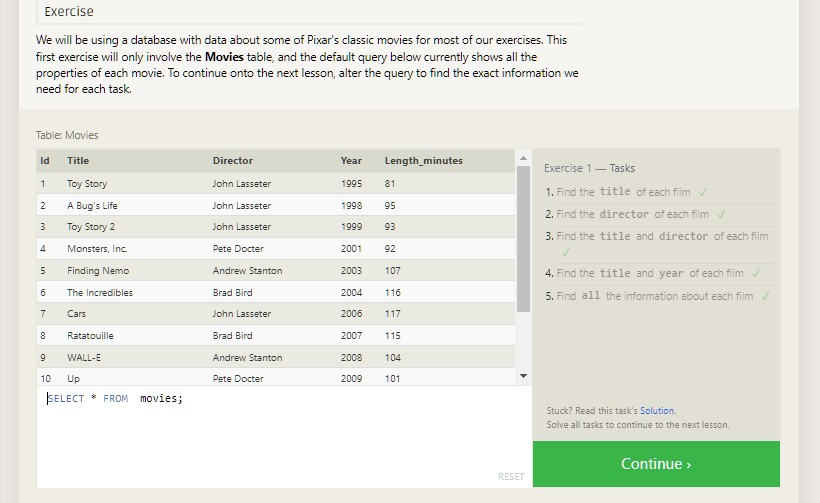 Exercise
We will be using a database with data about some of Pixar's classic movies for most of our exercises. This
first exercise will only involve the Movies table, and the default query below currently shows all the
properties of each movie. To continue onto the next lesson, alter the query to find the exact information we
need for each task.
Table: Movies
Id Title Director Year Length_minutes
1 Toy Story John Lasseter 1995 81
2 A Bug's Life John Lasseter 1998 95
3 Toy Story 2 John Lasseter 1999 93
4 Monsters, Inc. Pete Docter 2001 92
5 Finding Nemo Andrew Stanton 2003 107
6 The Incredibles Brad Bird 2004 116
7 Cars John Lasseter 2006 117
8 Ratatouille Brad Bird 2007 115
9 WALL-E Andrew Stanton 2008 104
10 Up Pete Docter 2009 101
SELECT * FROM  movies;
RESET
Exercise 1 — Tasks
1. Find the title of each film ✓
2. Find the director of each film ✓
3. Find the title and director of each film
✓
4. Find the title and year of each film ✓
5. Find all the information about each film ✓
Stuck? Read this task's Solution.
Solve all tasks to continue to the next lesson.
Continue ›